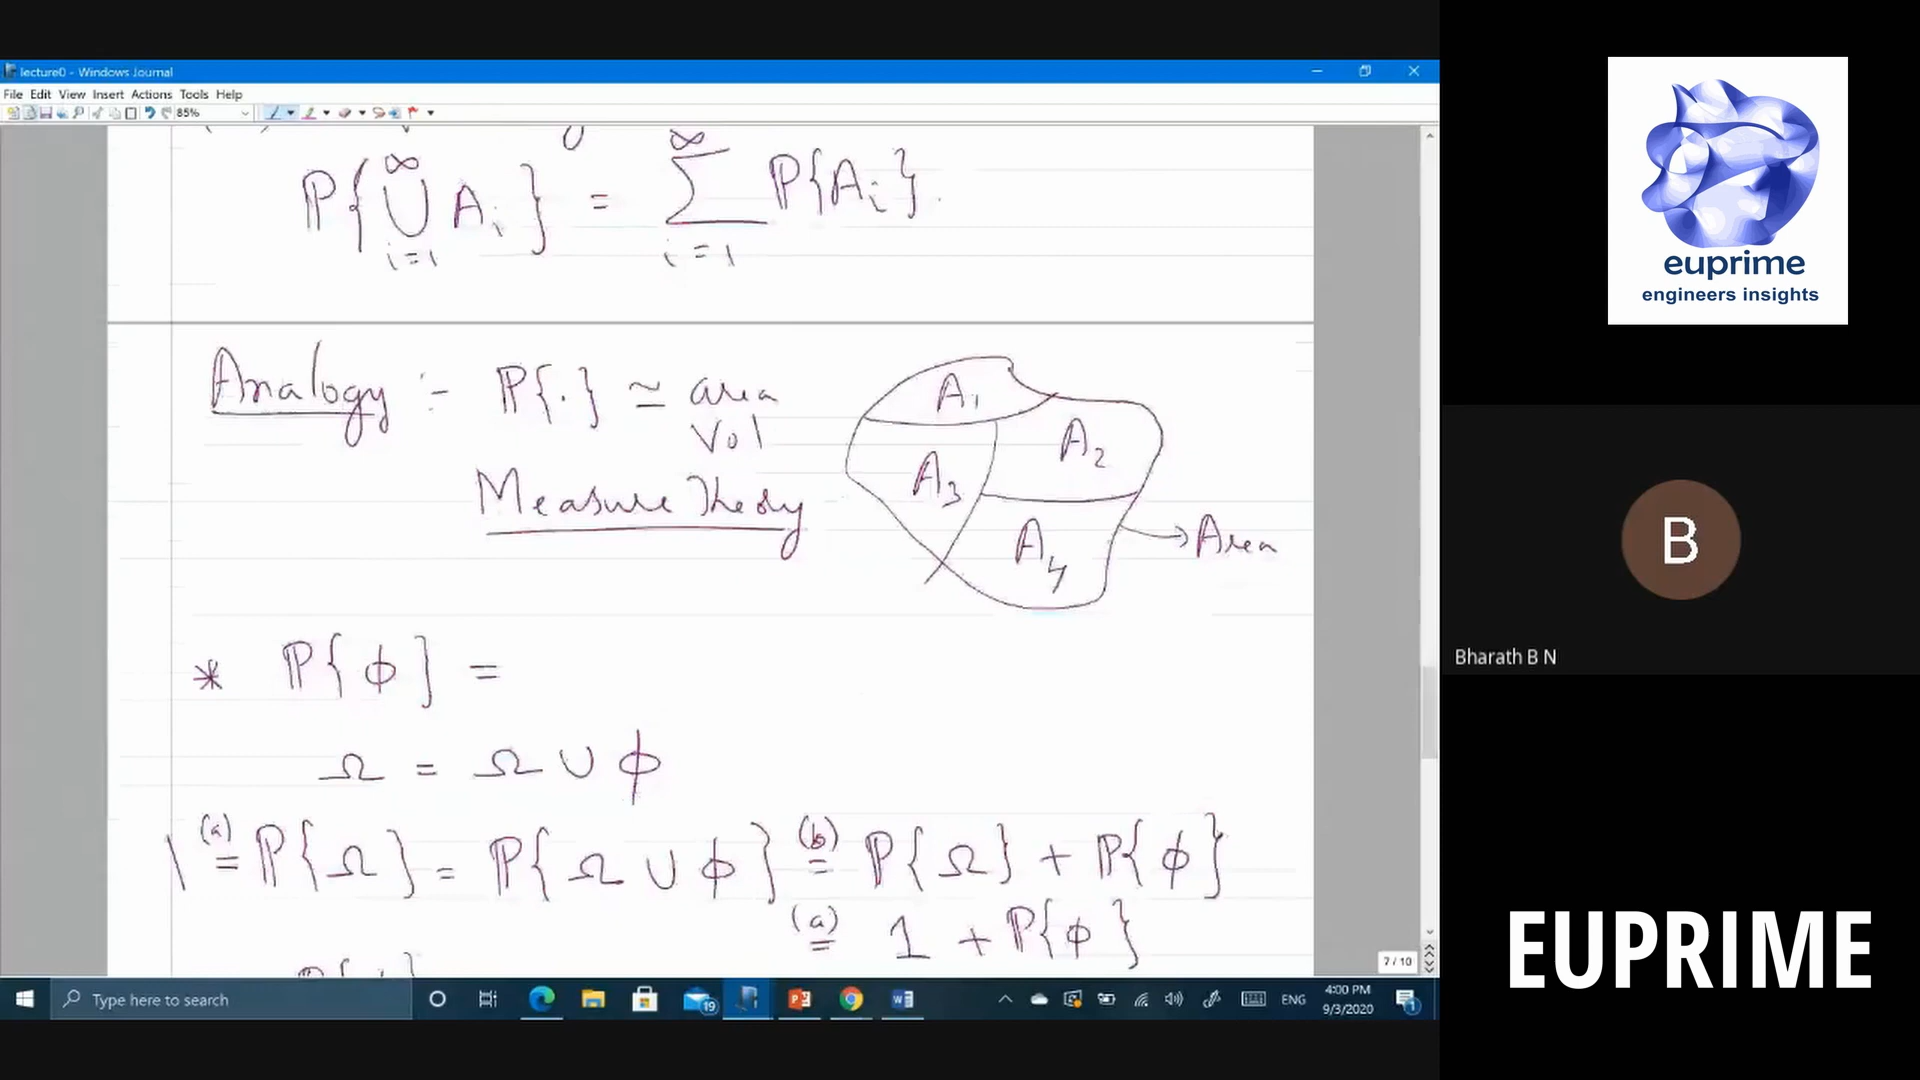 lecture0 - Windows Journal
File Edit View Insert Actions Tools Help
85%
ℙ{⋃_{i=1}^{∞} A_i} = ∑_{i=1}^{∞} ℙ{A_i}.
Analogy :- ℙ{.} ≃ area
Vol
Measure Theory
A₁
A₂
A₃
A₄
→ Area
* ℙ{ϕ} =
Ω = Ω ∪ ϕ
1 (a)= ℙ{Ω} = ℙ{Ω ∪ ϕ} (b)= ℙ{Ω} + ℙ{ϕ}
(a)= 1 + ℙ{ϕ}
7 / 10
Type here to search
19
ENG
4:00 PM
9/3/2020
1
euprime
engineers insights
B
Bharath B N
EUPRIME